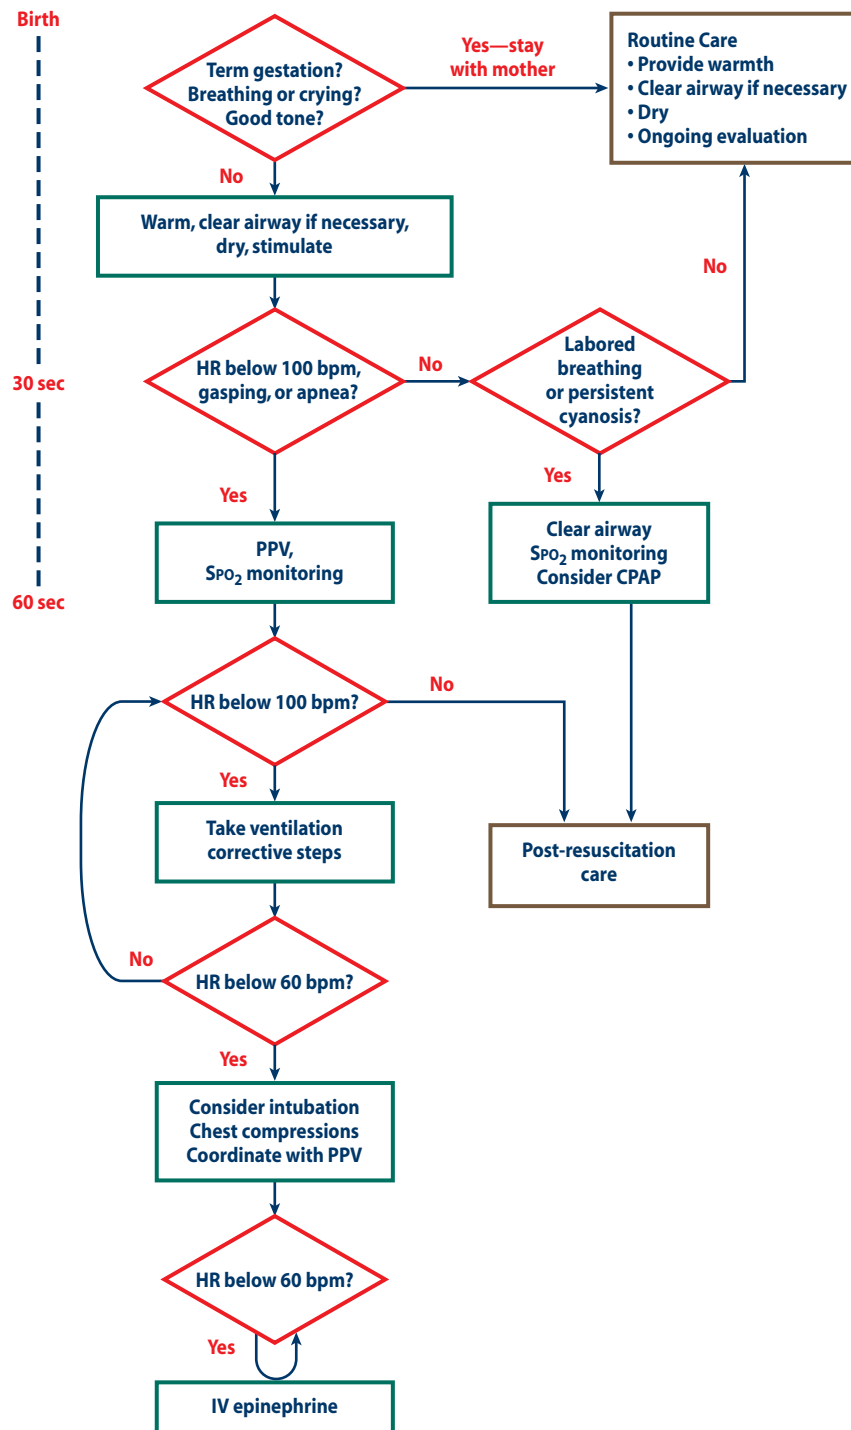 Birth
Term gestation?
Breathing or crying?
Good tone?
Yes—stay
with mother
Routine Care
• Provide warmth
• Clear airway if necessary
• Dry
• Ongoing evaluation
No
Warm, clear airway if necessary,
dry, stimulate
No
30 sec
HR below 100 bpm,
gasping, or apnea?
No
Labored
breathing
or persistent
cyanosis?
Yes
Yes
PPV,
SPO₂ monitoring
Clear airway
SPO₂ monitoring
Consider CPAP
60 sec
HR below 100 bpm?
No
Yes
Take ventilation
corrective steps
Post-resuscitation
care
No
HR below 60 bpm?
Yes
Consider intubation
Chest compressions
Coordinate with PPV
HR below 60 bpm?
Yes
IV epinephrine